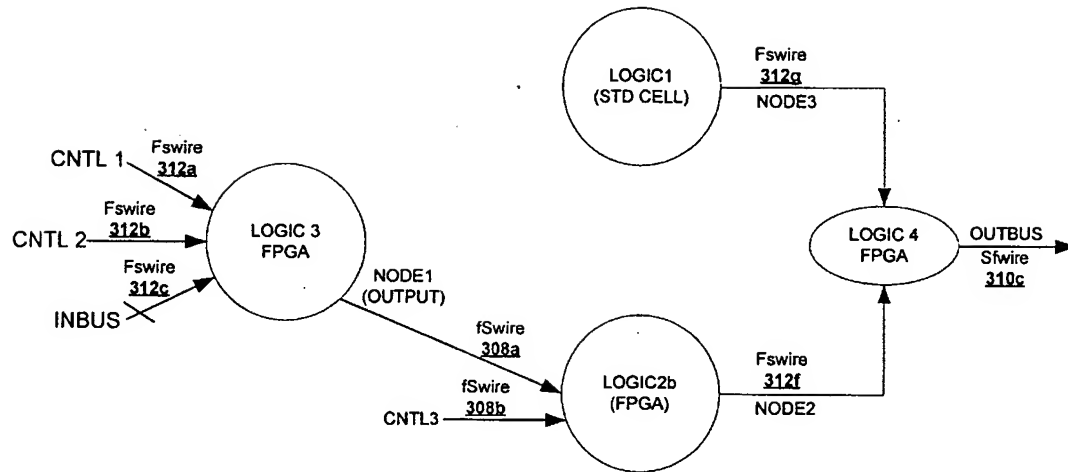 LOGIC1
(STD CELL)
Fswire
312g
NODE3
CNTL 1
Fswire
312a
CNTL 2
Fswire
312b
INBUS
Fswire
312c
LOGIC 3
FPGA
NODE1
(OUTPUT)
fSwire
308a
CNTL3
fSwire
308b
LOGIC2b
(FPGA)
Fswire
312f
NODE2
LOGIC 4
FPGA
OUTBUS
Sfwire
310c